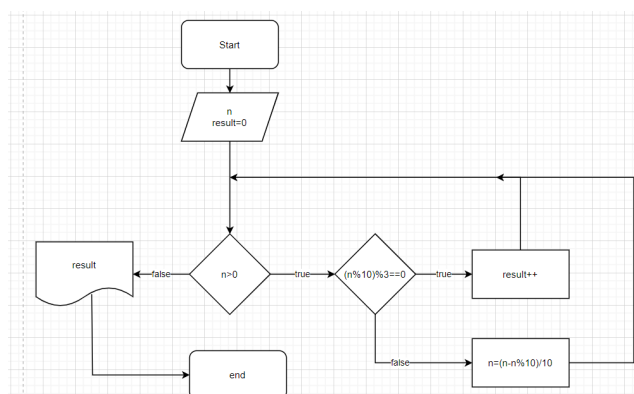 Start
n
result=0
result
false
n>0
true
(n%10)%3==0
true
result++
false
n=(n-n%10)/10
end